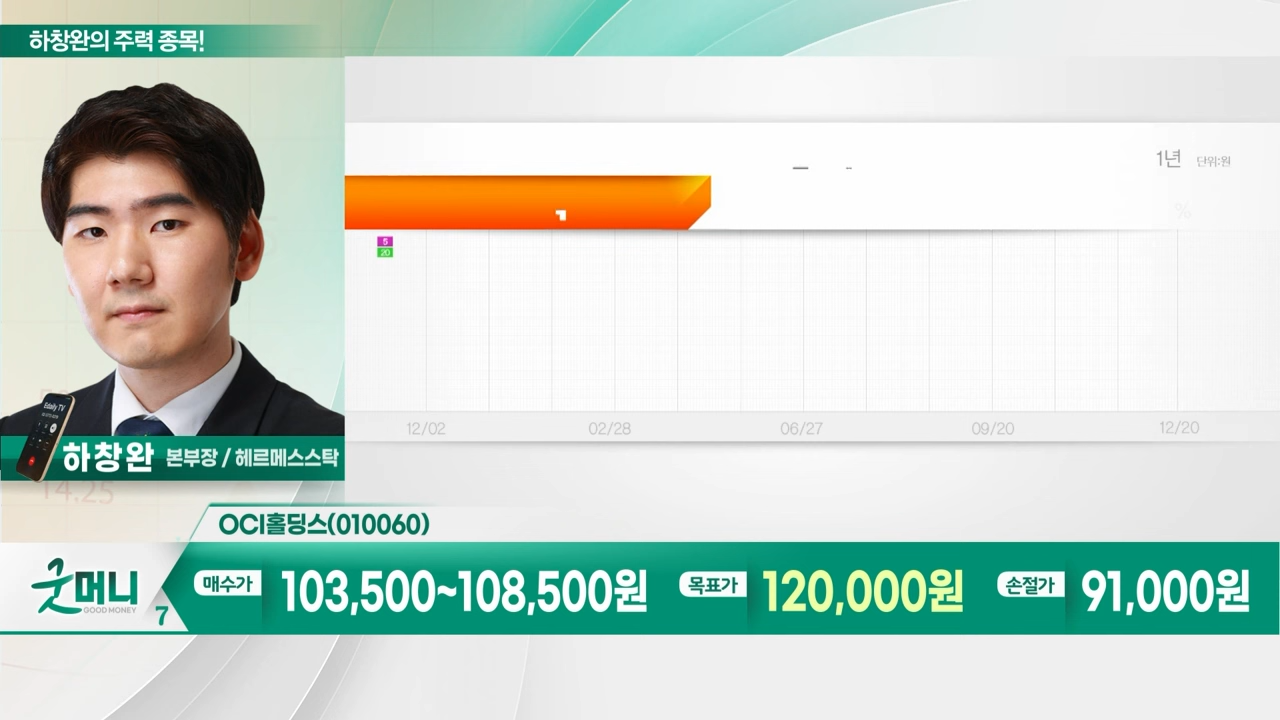 하창완의 주력 종목!
1년 단위:원
%
5
20
12/02 02/28 06/27 09/20 12/20
Edaily TV
하창완 본부장 / 헤르메스스탁
14.25
OCI홀딩스(010060)
굿머니
GOOD MONEY
7
매수가 103,500~108,500원 목표가 120,000원 손절가 91,000원